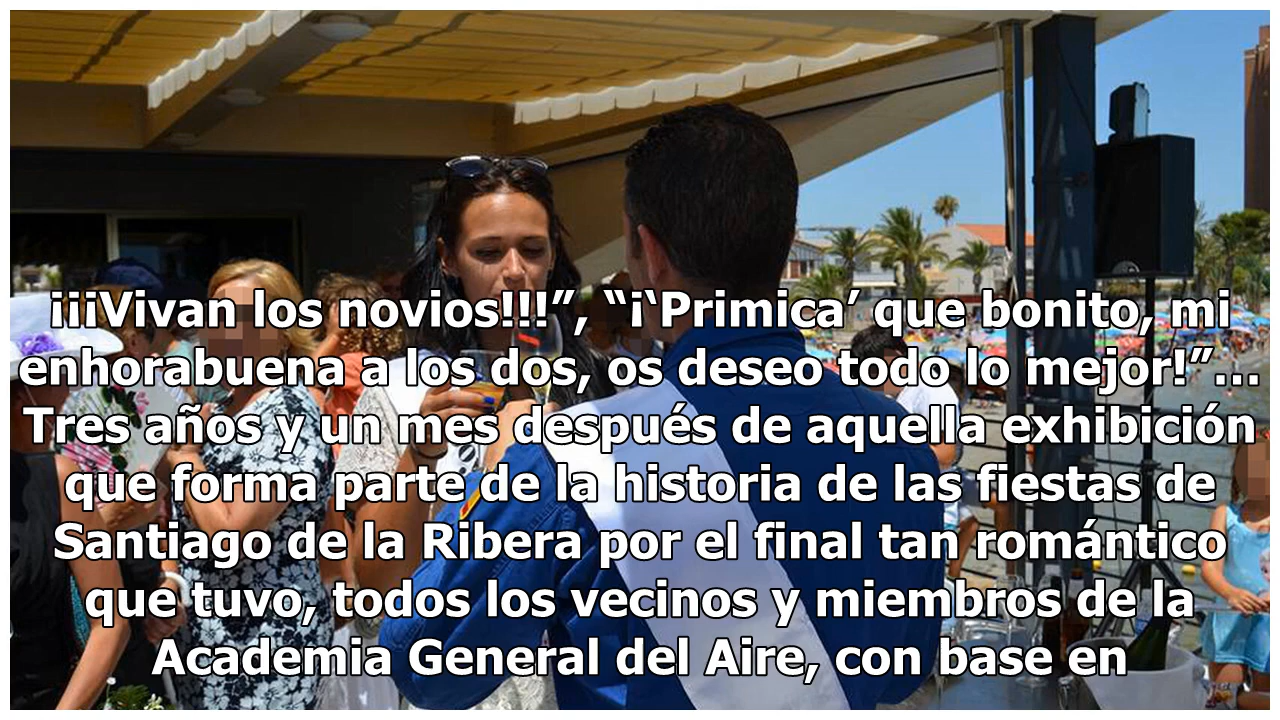 ¡¡¡Vivan los novios!!!”, “¡‘Primica’ que bonito, mi
enhorabuena a los dos, os deseo todo lo mejor!”...
Tres años y un mes después de aquella exhibición
que forma parte de la historia de las fiestas de
Santiago de la Ribera por el final tan romántico
que tuvo, todos los vecinos y miembros de la
Academia General del Aire, con base en